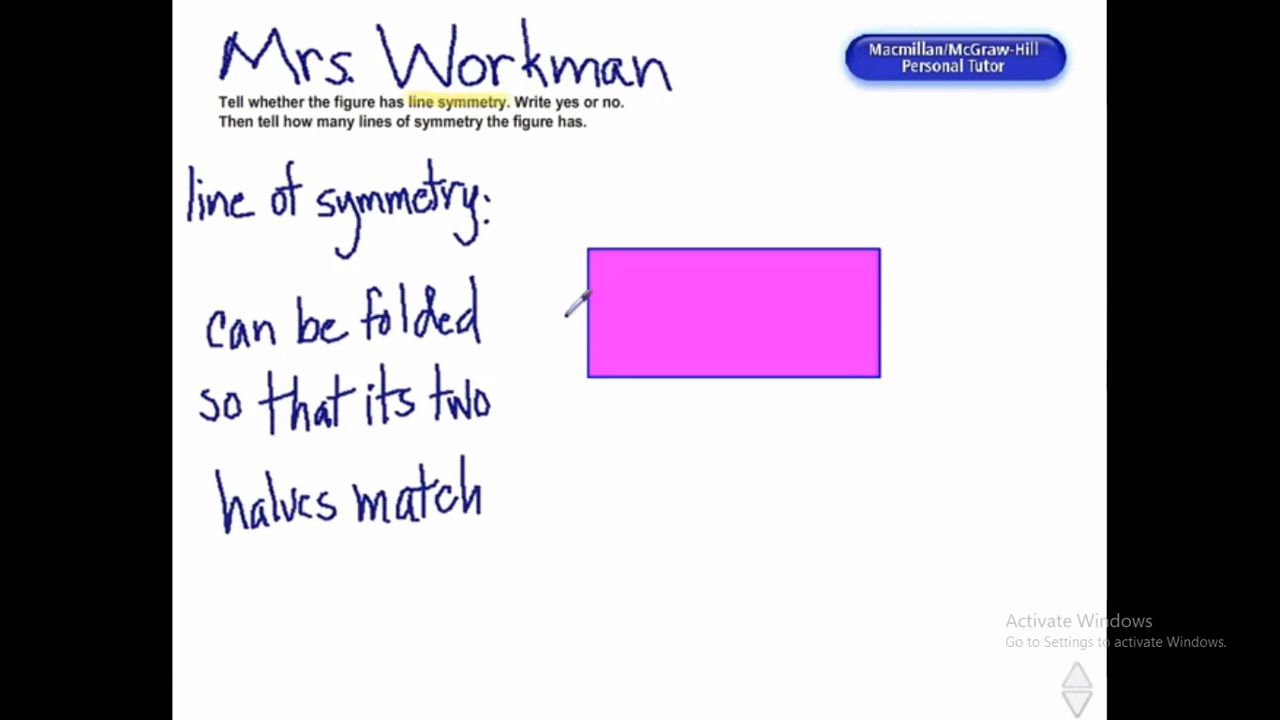 Mrs. Workman
Macmillan/McGraw-Hill
Personal Tutor
Tell whether the figure has line symmetry. Write yes or no.
Then tell how many lines of symmetry the figure has.
line of symmetry:
can be folded
so that its two
halves match
Activate Windows
Go to Settings to activate Windows.